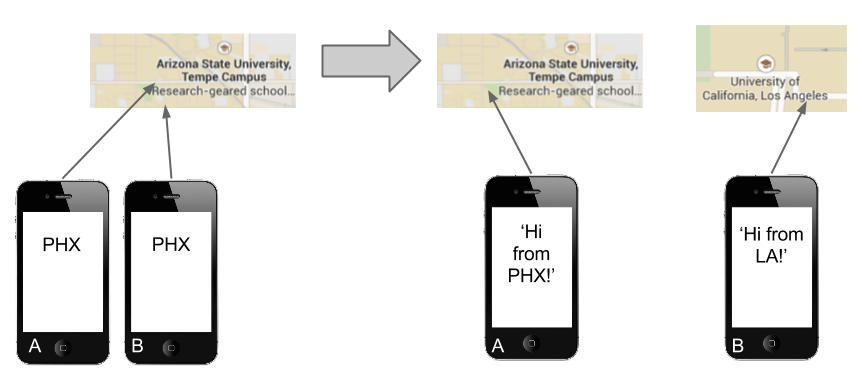 Arizona State University,
Tempe Campus
Research-geared school...
Arizona State University,
Tempe Campus
Research-geared school...
University of
California, Los Angeles
PHX
PHX
‘Hi
from
PHX!’
‘Hi from
LA!’
A
B
A
B